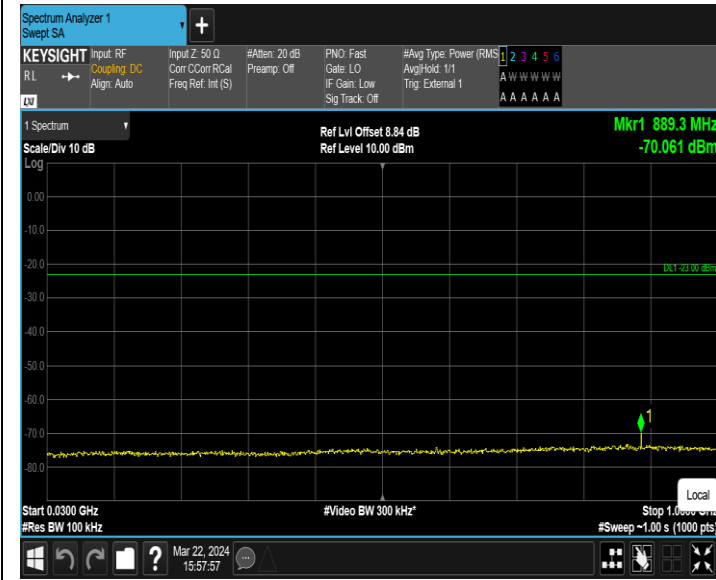 Spectrum Analyzer 1
Swept SA
+
KEYSIGHT
RL
LXI
Input: RF
Coupling: DC
Align: Auto
Input Z: 50 Ω
Corr CCorr RCal
Freq Ref: Int (S)
#Atten: 20 dB
Preamp: Off
PNO: Fast
Gate: LO
IF Gain: Low
Sig Track: Off
#Avg Type: Power (RMS
Avg|Hold: 1/1
Trig: External 1
1 2 3 4 5 6
A W W W W W
A A A A A A
1 Spectrum
Scale/Div 10 dB
Ref Lvl Offset 8.84 dB
Ref Level 10.00 dBm
Mkr1 889.3 MHz
-70.061 dBm
Log
0.00
-10.0
-20.0
DL1 -23.00 dBm
-30.0
-40.0
-50.0
-60.0
1
-70.0
-80.0
Local
Start 0.0300 GHz
#Video BW 300 kHz*
Stop 1.0000 GHz
#Res BW 100 kHz
#Sweep ~1.00 s (1000 pts)
?
Mar 22, 2024
15:57:57